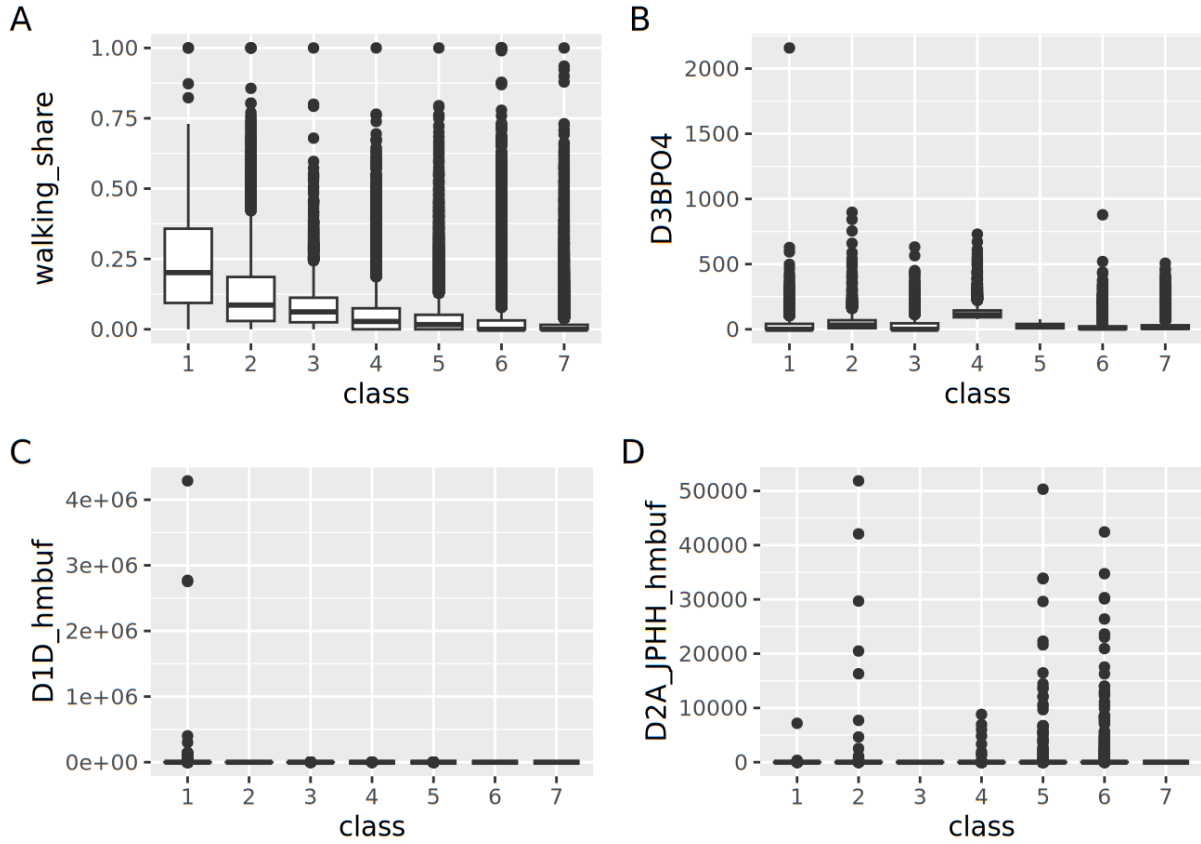 A
walking_share
1.00
0.75
0.50
0.25
0.00
1 2 3 4 5 6 7
class
B
D3BPO4
2000
1500
1000
500
0
1 2 3 4 5 6 7
class
C
D1D_hmbuf
4e+06
3e+06
2e+06
1e+06
0e+00
1 2 3 4 5 6 7
class
D
D2A_JPHH_hmbuf
50000
40000
30000
20000
10000
0
1 2 3 4 5 6 7
class